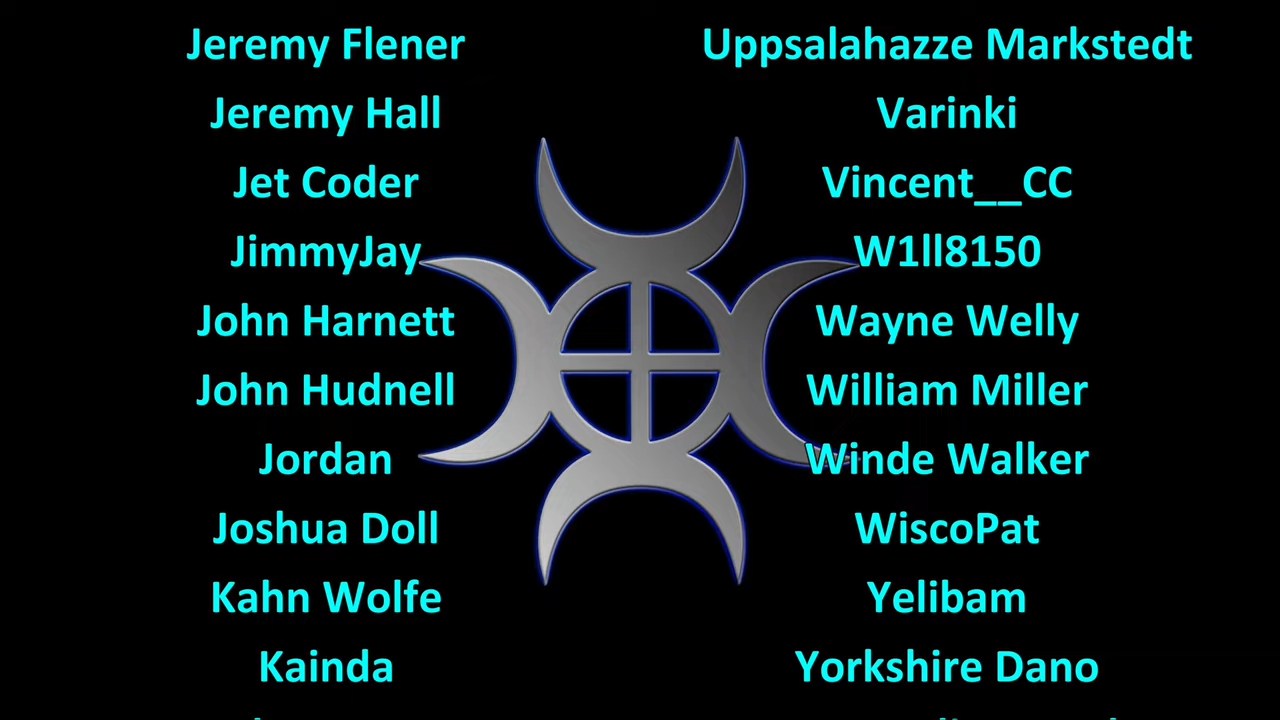 Jeremy Flener
Jeremy Hall
Jet Coder
JimmyJay
John Harnett
John Hudnell
Jordan
Joshua Doll
Kahn Wolfe
Kainda
Uppsalahazze Markstedt
Varinki
Vincent__CC
W1ll8150
Wayne Welly
William Miller
Winde Walker
WiscoPat
Yelibam
Yorkshire Dano